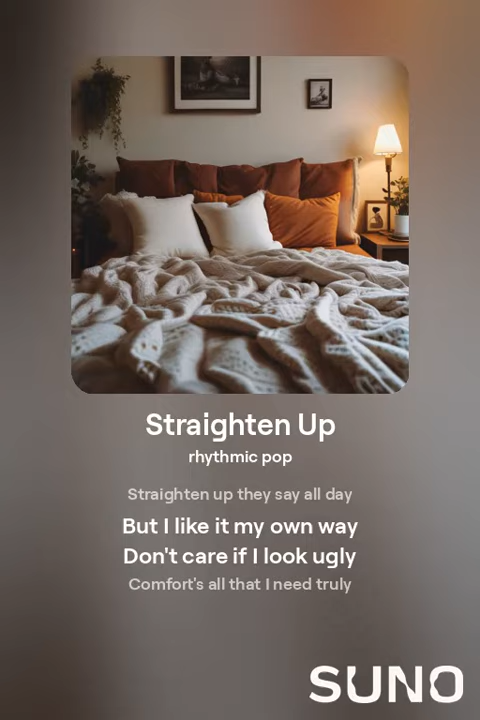 Straighten Up
rhythmic pop
Straighten up they say all day
But I like it my own way
Don't care if I look ugly
Comfort's all that I need truly
SUNO